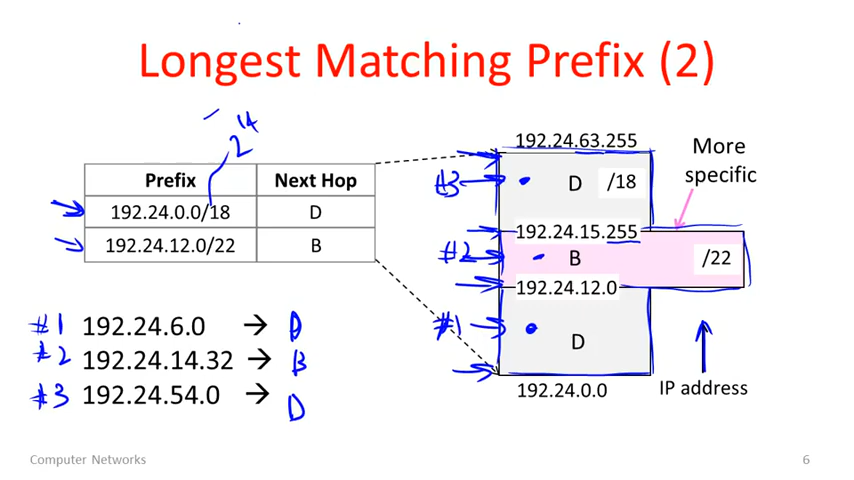 Longest Matching Prefix (2)
2^14
Prefix Next Hop
192.24.0.0/18 D
192.24.12.0/22 B
#1 192.24.6.0 → D
#2 192.24.14.32 → B
#3 192.24.54.0 → D
192.24.63.255
More
specific
#3 D /18
192.24.15.255
#2 B /22
192.24.12.0
#1 D
192.24.0.0
IP address
Computer Networks
6